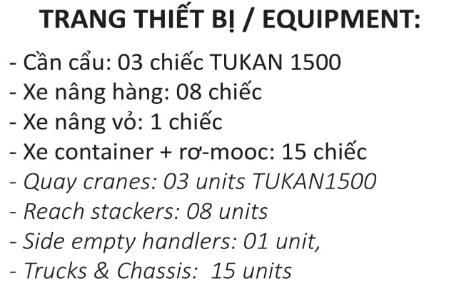 TRANG THIẾT BỊ / EQUIPMENT:
- Cần cẩu: 03 chiếc TUKAN 1500
- Xe nâng hàng: 08 chiếc
- Xe nâng vỏ: 1 chiếc
- Xe container + rơ-mooc: 15 chiếc
- Quay cranes: 03 units TUKAN1500
- Reach stackers: 08 units
- Side empty handlers: 01 unit,
- Trucks & Chassis:  15 units